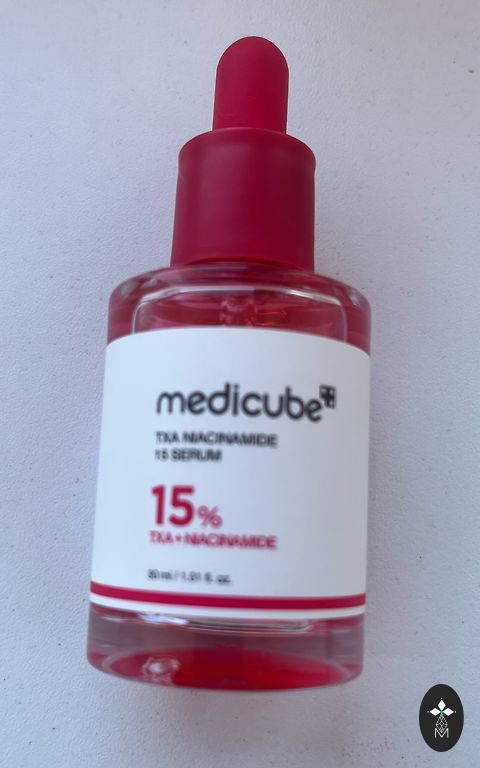 medicube
TXA NIACINAMIDE
15 SERUM
15%
TXA + NIACINAMIDE
30 ml / 1.01 fl. oz.
M